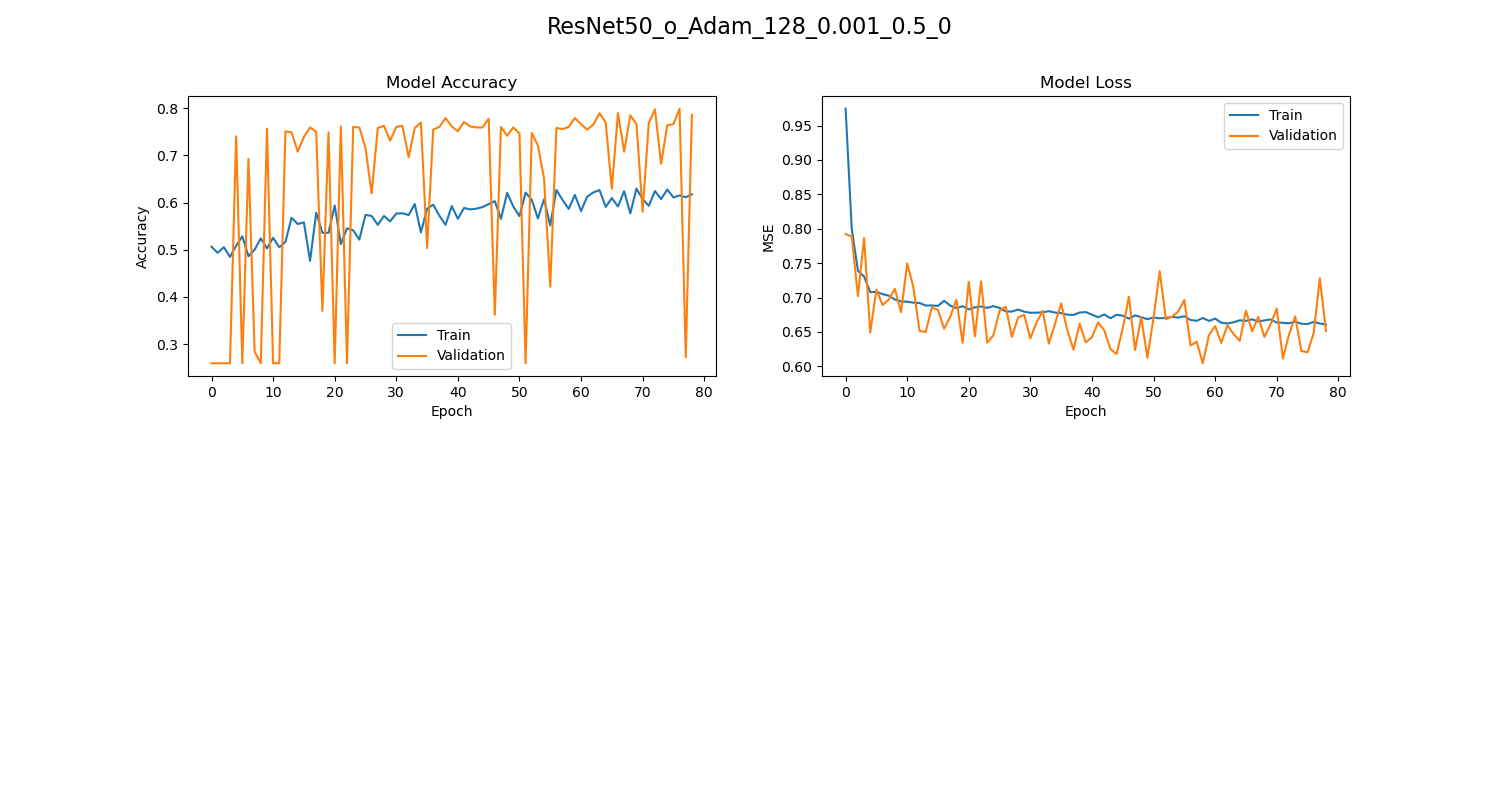 ResNet50_o_Adam_128_0.001_0.5_0
Model Accuracy
Accuracy
0.8
0.7
0.6
0.5
0.4
0.3
Train
Validation
0 10 20 30 40 50 60 70 80
Epoch
Model Loss
MSE
0.95
0.90
0.85
0.80
0.75
0.70
0.65
0.60
Train
Validation
0 10 20 30 40 50 60 70 80
Epoch